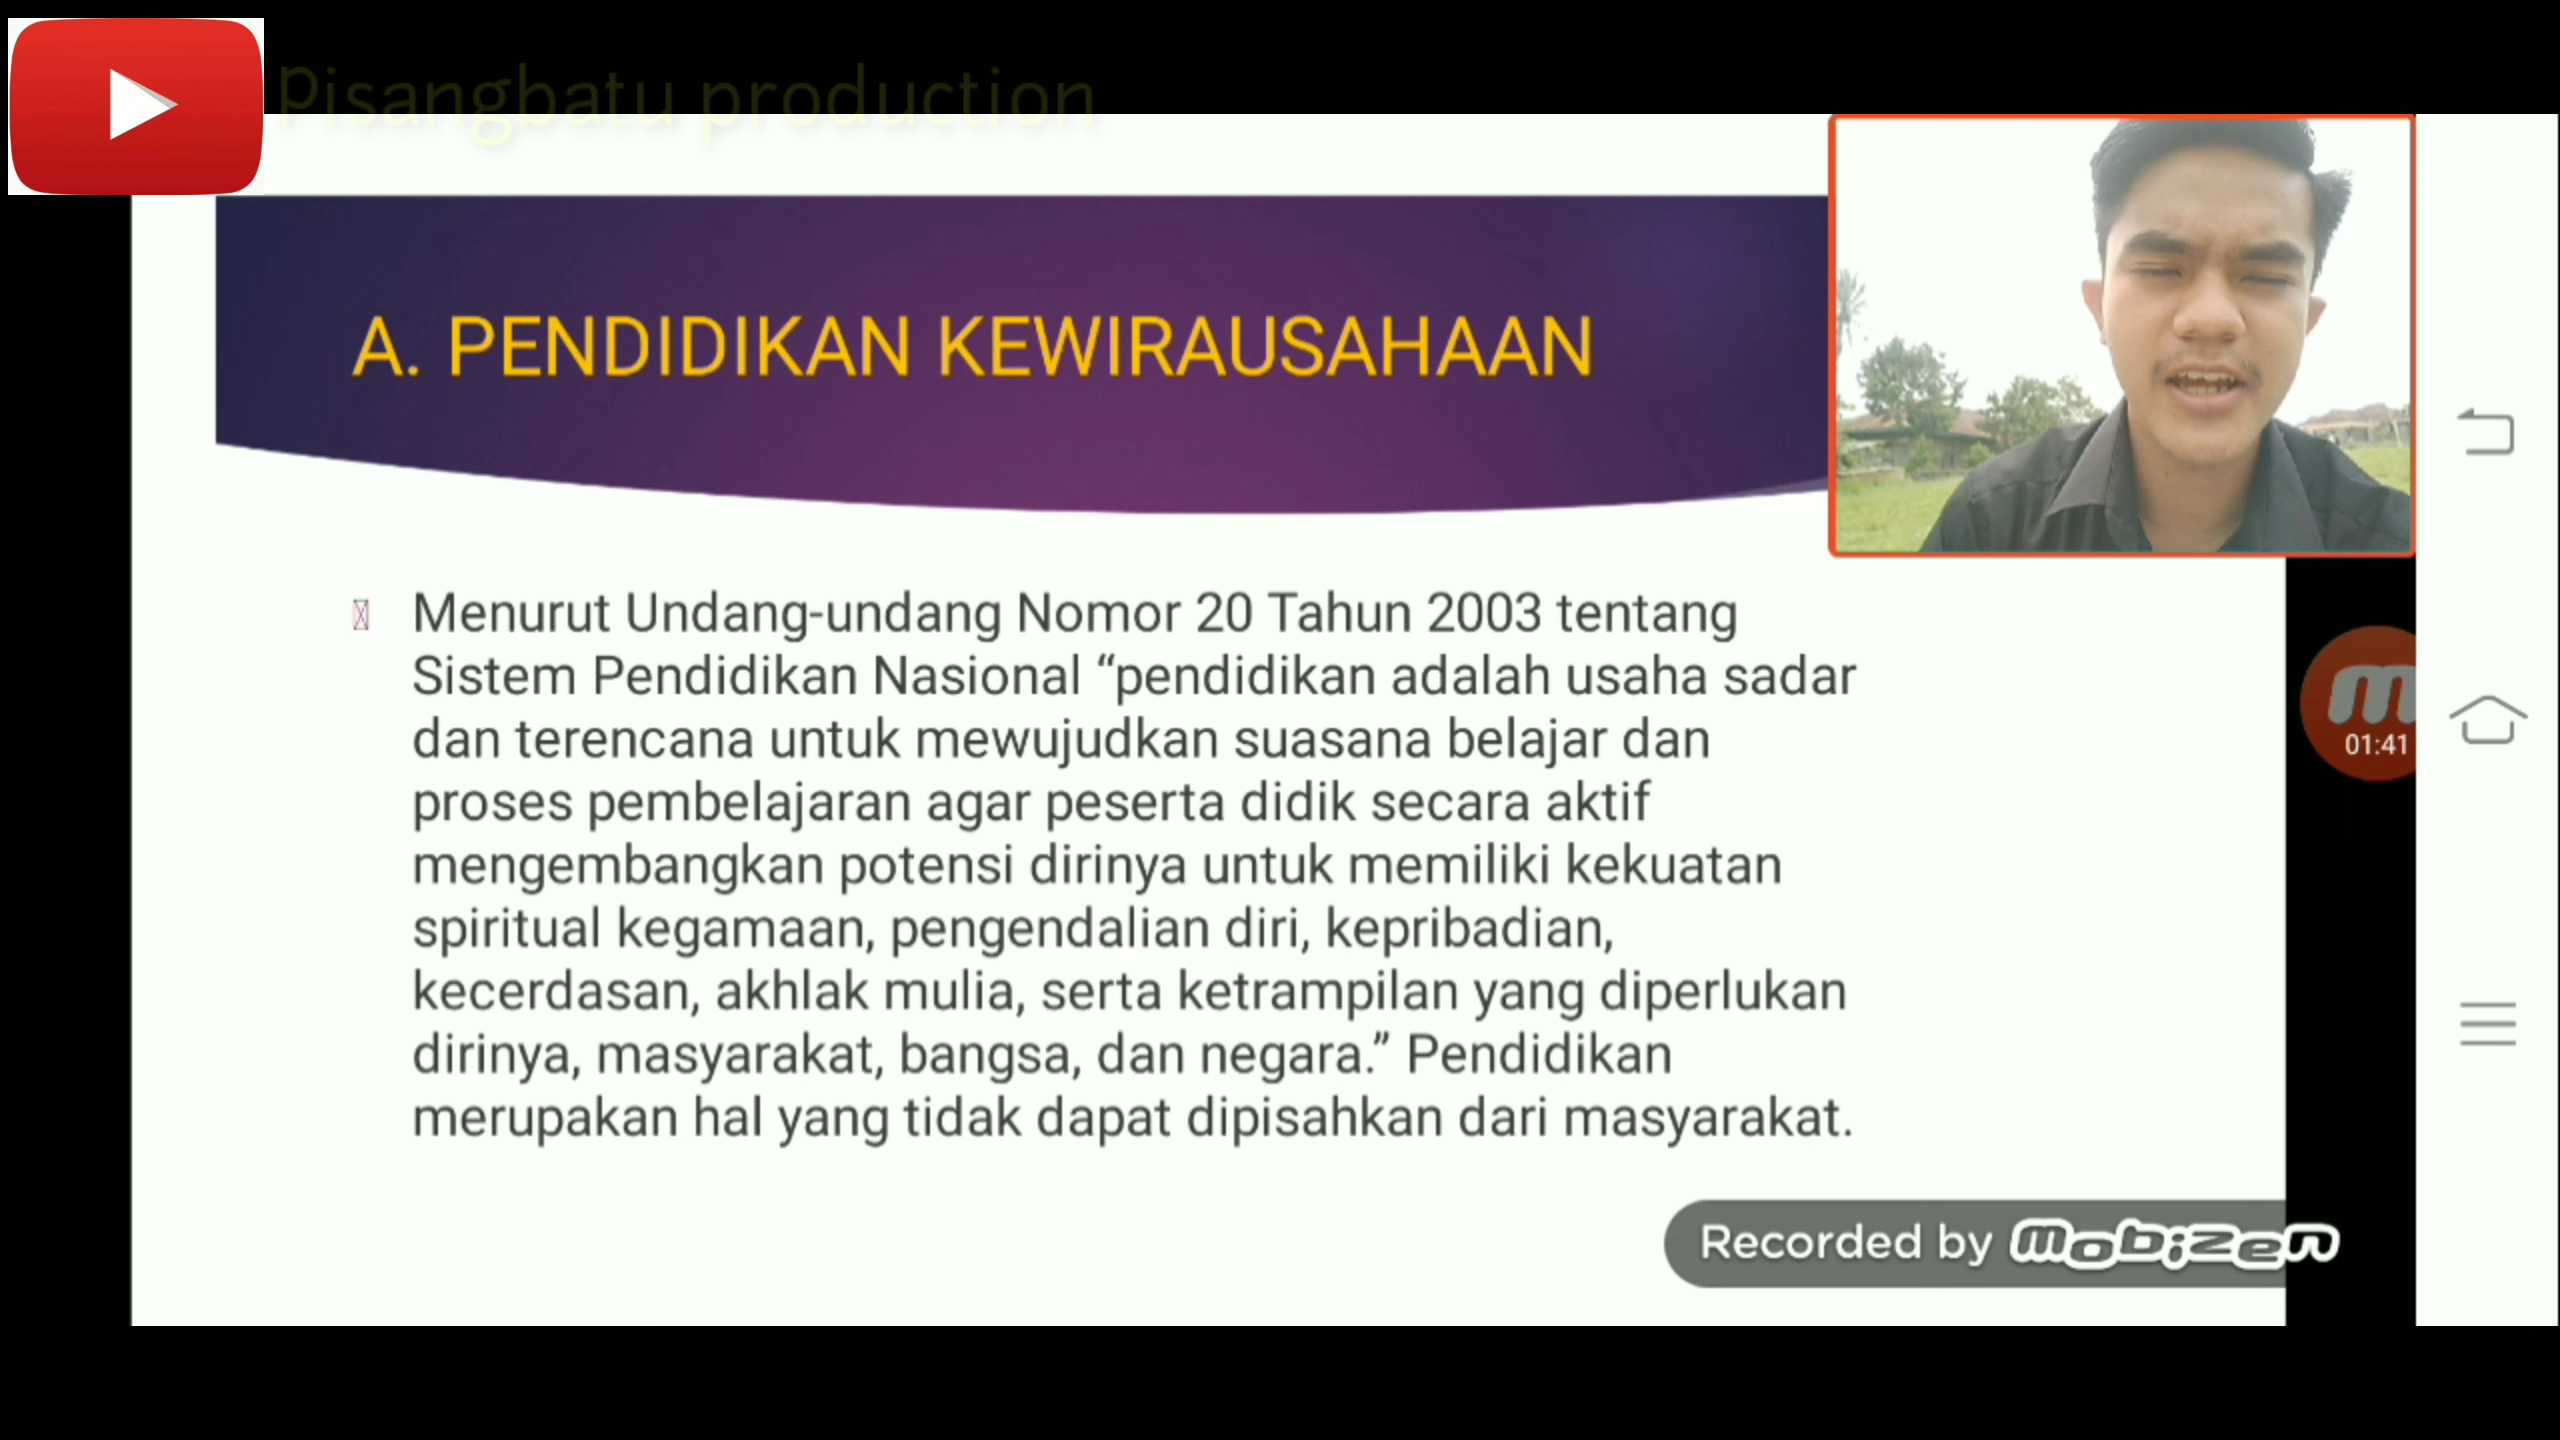 Pisangbatu production
A. PENDIDIKAN KEWIRAUSAHAAN
Menurut Undang-undang Nomor 20 Tahun 2003 tentang
Sistem Pendidikan Nasional “pendidikan adalah usaha sadar
dan terencana untuk mewujudkan suasana belajar dan
proses pembelajaran agar peserta didik secara aktif
mengembangkan potensi dirinya untuk memiliki kekuatan
spiritual kegamaan, pengendalian diri, kepribadian,
kecerdasan, akhlak mulia, serta ketrampilan yang diperlukan
dirinya, masyarakat, bangsa, dan negara.” Pendidikan
merupakan hal yang tidak dapat dipisahkan dari masyarakat.
m
01:41
Recorded by mobizen